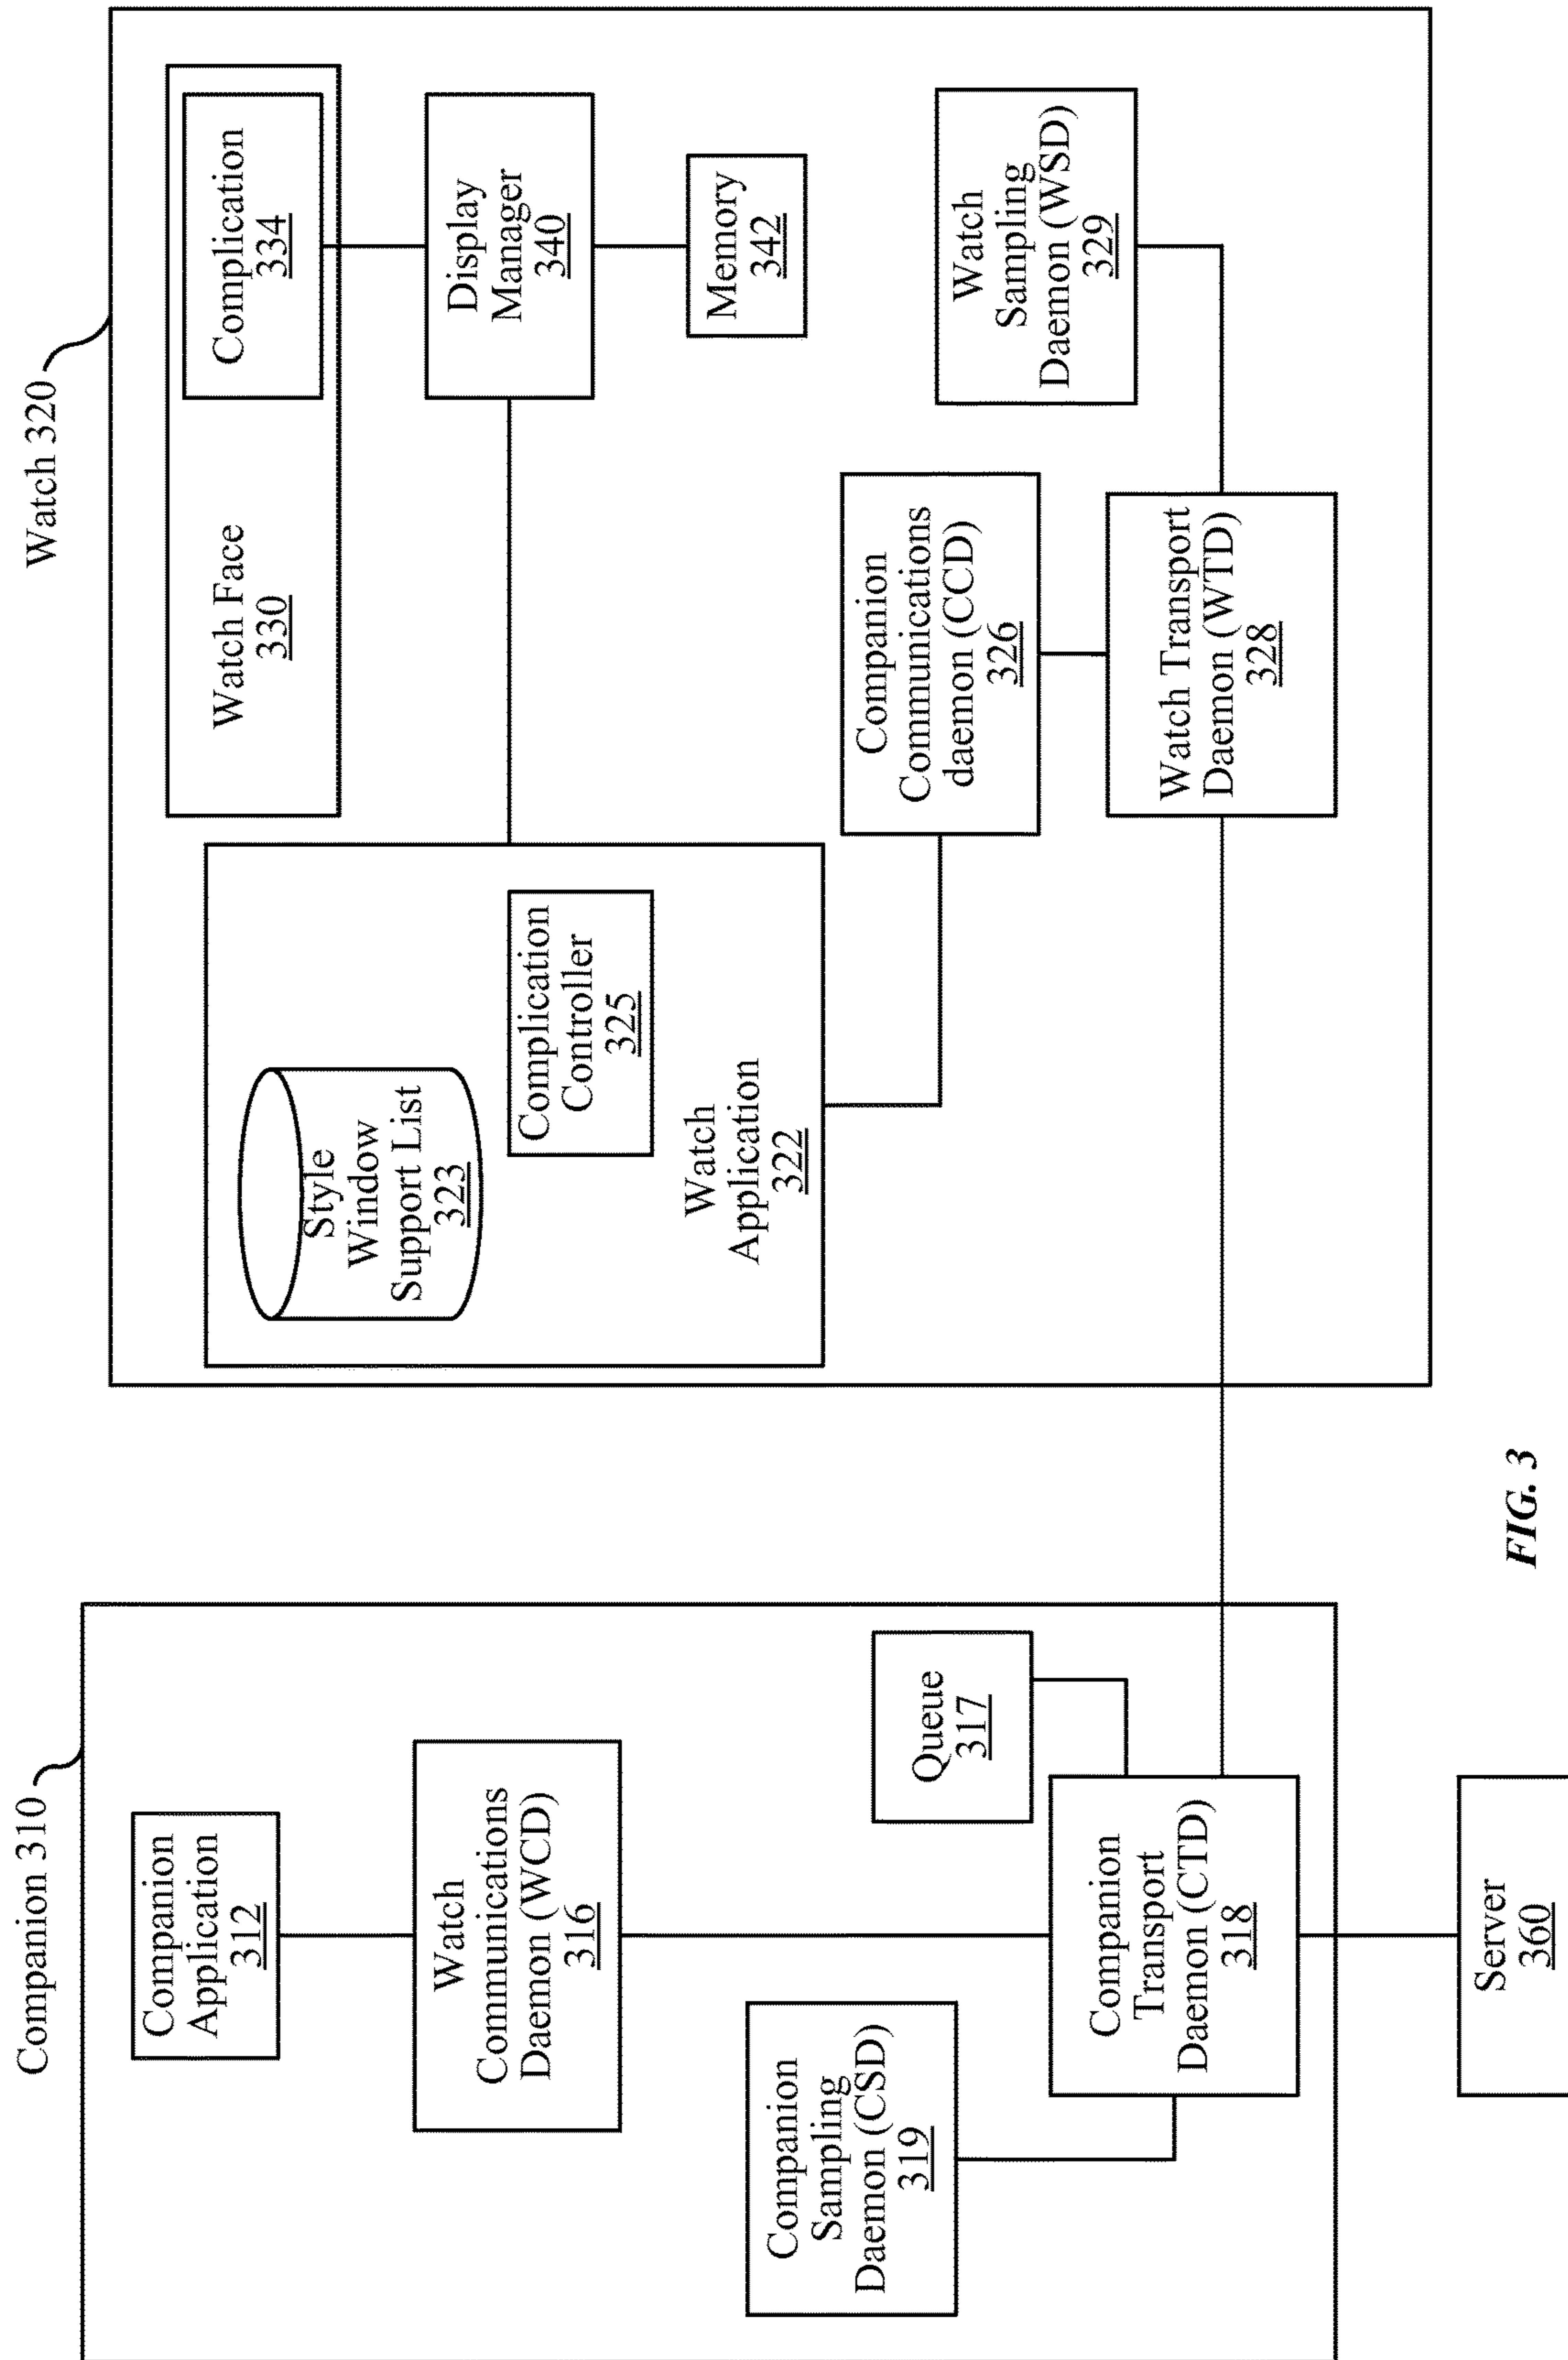 Companion 310
Companion
Application
312
Watch
Communications
Daemon (WCD)
316
Companion
Sampling
Daemon (CSD)
319
Queue
317
Companion
Transport
Daemon (CTD)
318
Server
360
Watch 320
Style
Window
Support List
323
Complication
Controller
325
Watch
Application
322
Watch Face
330
Complication
334
Display
Manager
340
Memory
342
Companion
Communications
daemon (CCD)
326
Watch
Sampling
Daemon (WSD)
329
Watch Transport
Daemon (WTD)
328
FIG. 3